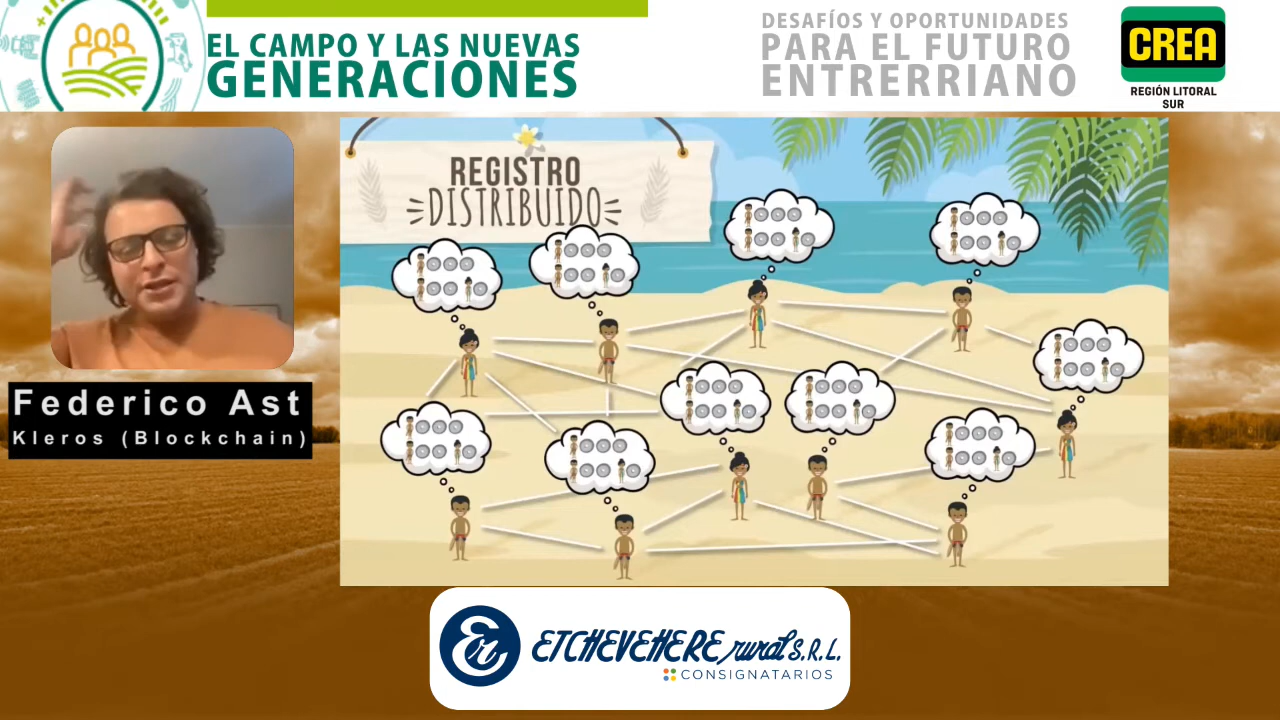 EL CAMPO Y LAS NUEVAS
GENERACIONES
DESAFÍOS Y OPORTUNIDADES
PARA EL FUTURO
ENTRERRIANO
CREA
REGIÓN LITORAL
SUR
REGISTRO
DISTRIBUIDO
Federico Ast
Kleros (Blockchain)
ETCHEVEHERE rural S.R.L.
CONSIGNATARIOS